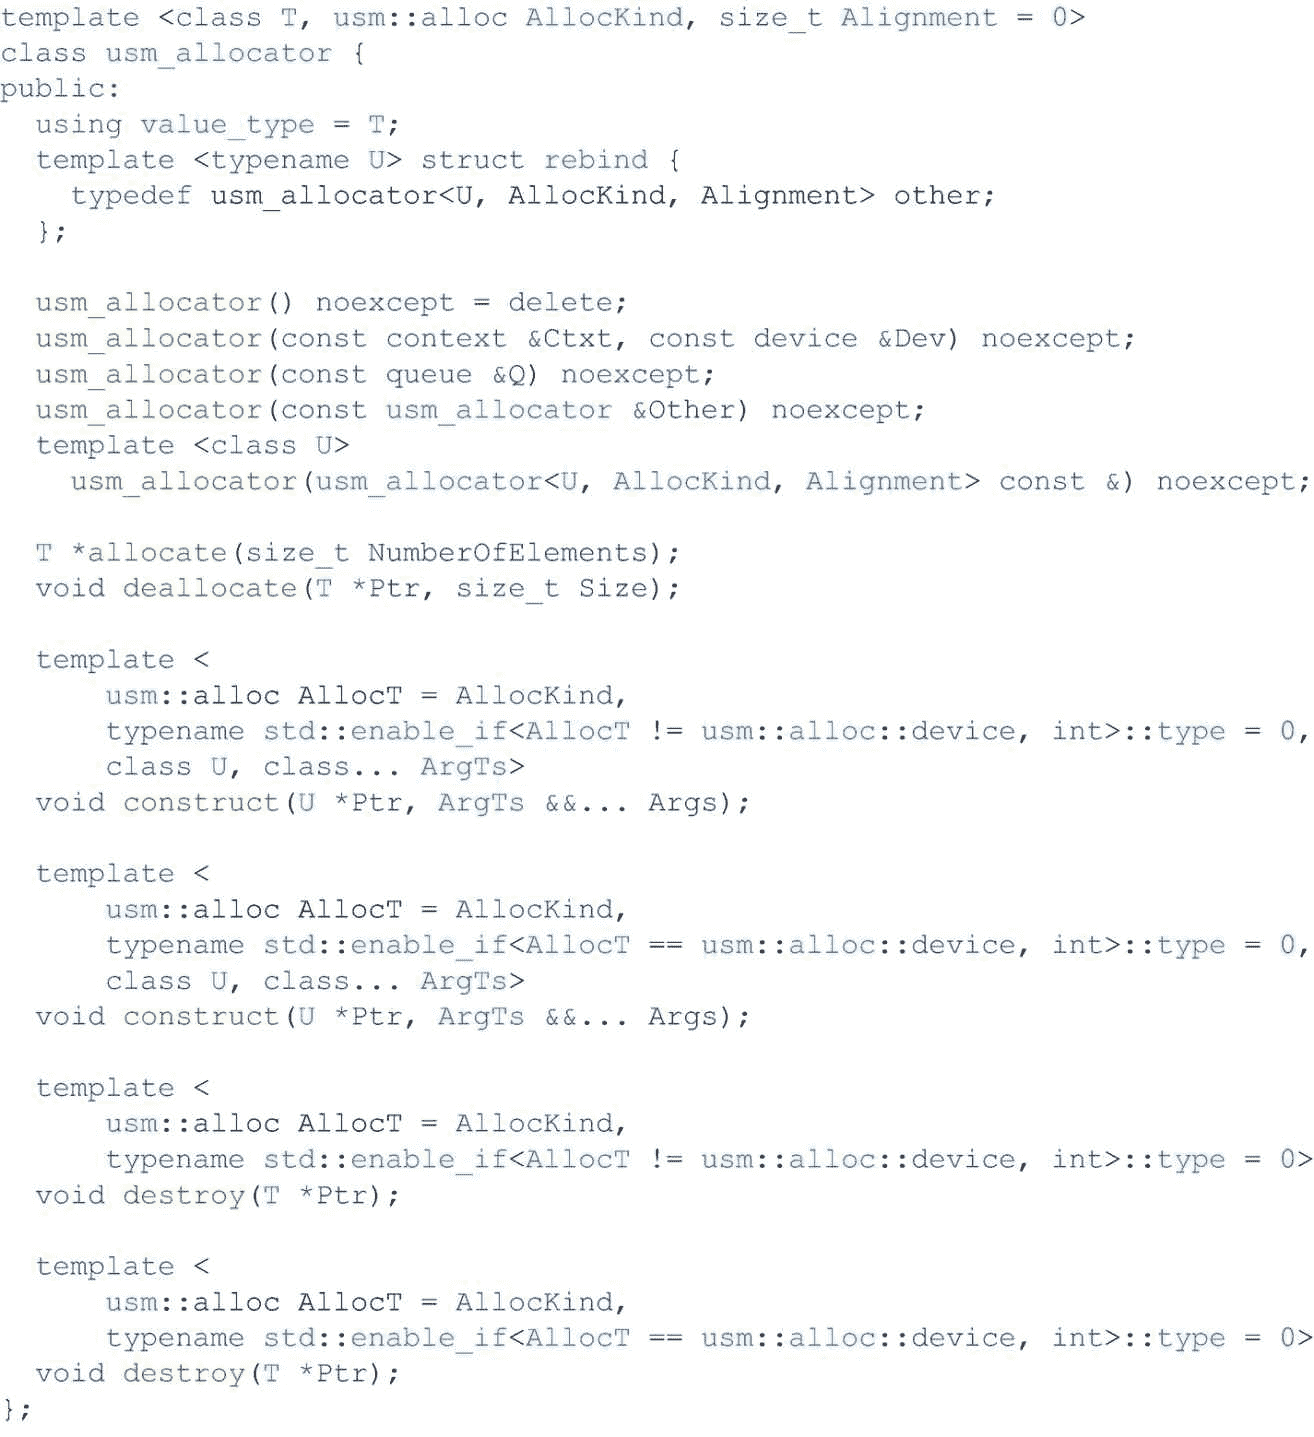 template <class T, usm::alloc AllocKind, size_t Alignment = 0>
class usm_allocator {
public:
  using value_type = T;
  template <typename U> struct rebind {
    typedef usm_allocator<U, AllocKind, Alignment> other;
  };

  usm_allocator() noexcept = delete;
  usm_allocator(const context &Ctxt, const device &Dev) noexcept;
  usm_allocator(const queue &Q) noexcept;
  usm_allocator(const usm_allocator &Other) noexcept;
  template <class U>
    usm_allocator(usm_allocator<U, AllocKind, Alignment> const &) noexcept;

  T *allocate(size_t NumberOfElements);
  void deallocate(T *Ptr, size_t Size);

  template <
      usm::alloc AllocT = AllocKind,
      typename std::enable_if<AllocT != usm::alloc::device, int>::type = 0,
      class U, class... ArgTs>
  void construct(U *Ptr, ArgTs &&... Args);

  template <
      usm::alloc AllocT = AllocKind,
      typename std::enable_if<AllocT == usm::alloc::device, int>::type = 0,
      class U, class... ArgTs>
  void construct(U *Ptr, ArgTs &&... Args);

  template <
      usm::alloc AllocT = AllocKind,
      typename std::enable_if<AllocT != usm::alloc::device, int>::type = 0>
  void destroy(T *Ptr);

  template <
      usm::alloc AllocT = AllocKind,
      typename std::enable_if<AllocT == usm::alloc::device, int>::type = 0>
  void destroy(T *Ptr);
};